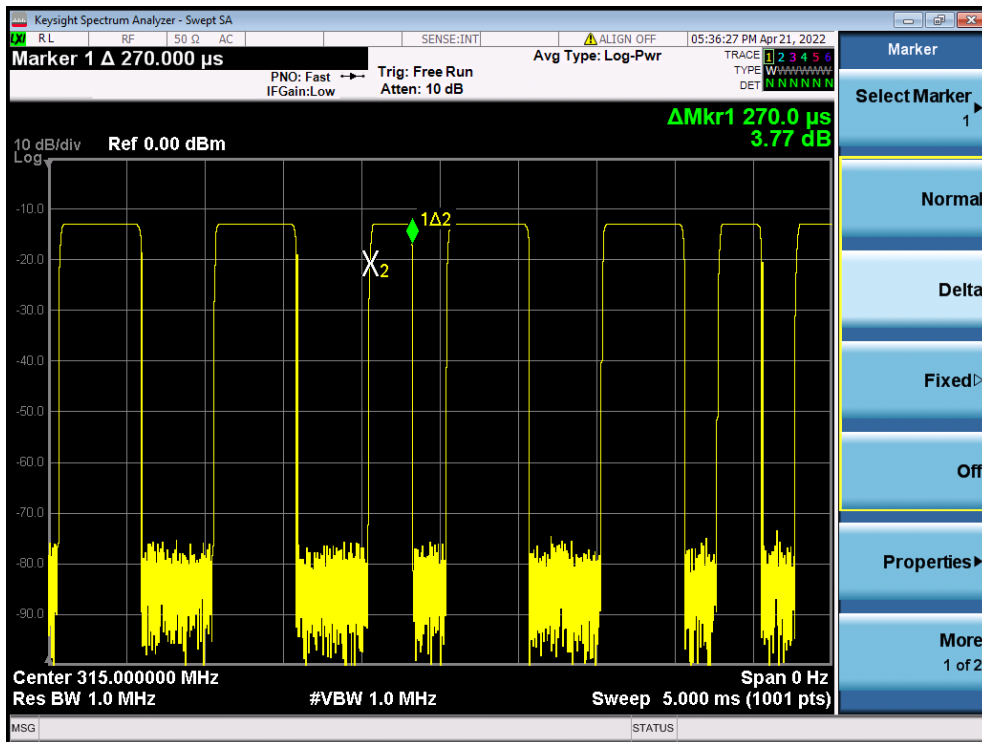 Keysight Spectrum Analyzer - Swept SA
LXI RL RF 50 Ω AC SENSE:INT ALIGN OFF 05:36:27 PM Apr 21, 2022
Marker 1 Δ 270.000 µs
PNO: Fast
IFGain:Low
Trig: Free Run
Atten: 10 dB
Avg Type: Log-Pwr
TRACE 1 2 3 4 5 6
TYPE WWWWWW
DET N N N N N N
ΔMkr1 270.0 µs
3.77 dB
10 dB/div
Log
Ref 0.00 dBm
-10.0
-20.0
-30.0
-40.0
-50.0
-60.0
-70.0
-80.0
-90.0
1Δ2
2
Center 315.000000 MHz
Span 0 Hz
Res BW 1.0 MHz
#VBW 1.0 MHz
Sweep 5.000 ms (1001 pts)
MSG
STATUS
Marker
Select Marker
1
Normal
Delta
Fixed
Off
Properties
More
1 of 2